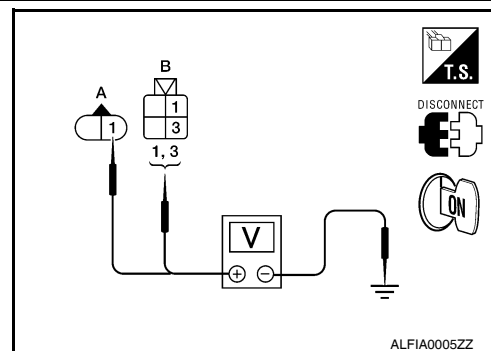 T.S.
DISCONNECT
ON
A
B
1
1
3
1, 3
V
+ −
ALFIA0005ZZ